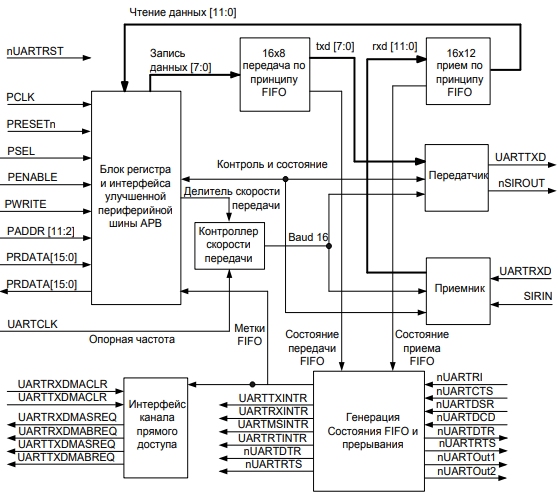 Чтение данных [11:0]
nUARTRST
Запись
данных [7:0]
16x8
передача по
принципу
FIFO
txd [7:0]
rxd [11:0]
16x12
прием по
принципу
FIFO
PCLK
PRESETn
PSEL
PENABLE
PWRITE
PADDR [11:2]
PRDATA[15:0]
PRDATA[15:0]
UARTCLK
Блок регистра
и интерфейса
улучшенной
периферийной
шины APB
Контроль и состояние
Делитель скорости
передачи
Контроллер
скорости
передачи
Baud 16
Передатчик
UARTTXD
nSIROUT
Приемник
UARTRXD
SIRIN
Опорная частота
Метки
FIFO
Состояние
передачи
FIFO
Состояние
приема
FIFO
UARTRXDMACLR
UARTTXDMACLR
UARTRXDMASREQ
UARTRXDMABREQ
UARTTXDMASREQ
UARTTXDMABREQ
Интерфейс
канала
прямого
доступа
UARTTXINTR
UARTRXINTR
UARTMSINTR
UARTRTINTR
nUARTDTR
nUARTRTS
Генерация
Состояния FIFO и
прерывания
nUARTRI
nUARTCTS
nUARTDSR
nUARTDCD
nUARTDTR
nUARTRTS
nUARTOut1
nUARTOut2